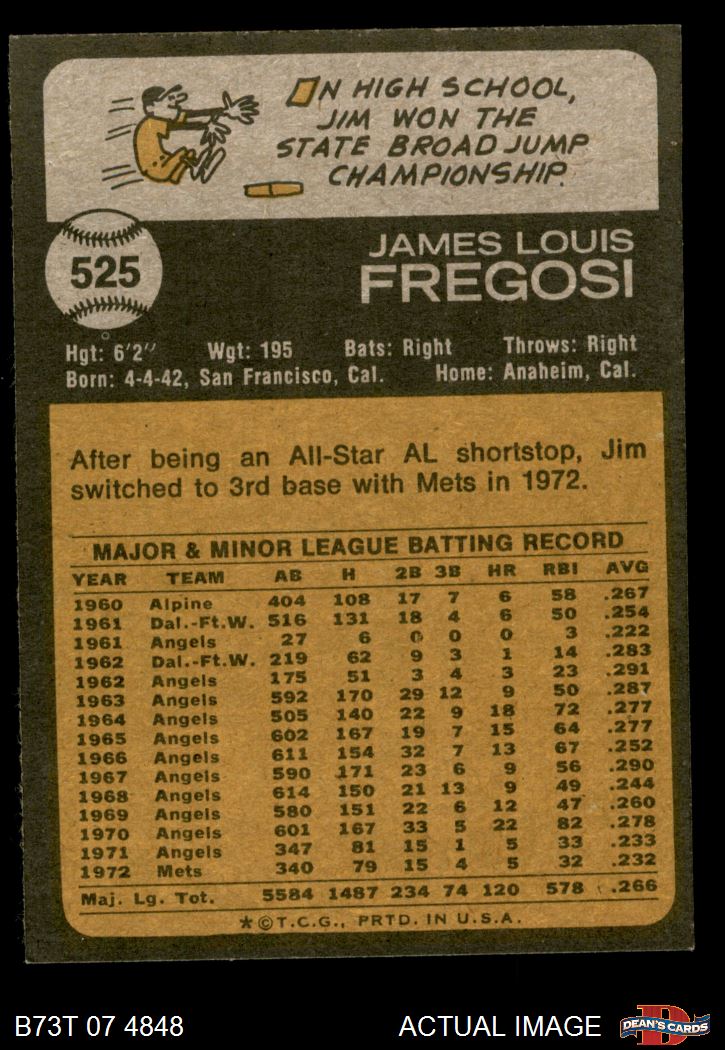 IN HIGH SCHOOL,
JIM WON THE
STATE BROAD JUMP
CHAMPIONSHIP.
525
JAMES LOUIS
FREGOSI
Hgt: 6'2" Wgt: 195 Bats: Right Throws: Right
Born: 4-4-42, San Francisco, Cal. Home: Anaheim, Cal.
After being an All-Star AL shortstop, Jim
switched to 3rd base with Mets in 1972.
MAJOR & MINOR LEAGUE BATTING RECORD
YEAR TEAM AB H 2B 3B HR RBI AVG
1960 Alpine 404 108 17 7 6 58 .267
1961 Dal.-Ft.W. 516 131 18 4 6 50 .254
1961 Angels 27 6 0 0 0 3 .222
1962 Dal.-Ft.W. 219 62 9 3 1 14 .283
1962 Angels 175 51 3 4 3 23 .291
1963 Angels 592 170 29 12 9 50 .287
1964 Angels 505 140 22 9 18 72 .277
1965 Angels 602 167 19 7 15 64 .277
1966 Angels 611 154 32 7 13 67 .252
1967 Angels 590 171 23 6 9 56 .290
1968 Angels 614 150 21 13 9 49 .244
1969 Angels 580 151 22 6 12 47 .260
1970 Angels 601 167 33 5 22 82 .278
1971 Angels 347 81 15 1 5 33 .233
1972 Mets 340 79 15 4 5 32 .232
Maj. Lg. Tot. 5584 1487 234 74 120 578 .266
*©T.C.G., PRTD. IN U.S.A.
B73T 07 4848 ACTUAL IMAGE
D
DEAN'S CARDS